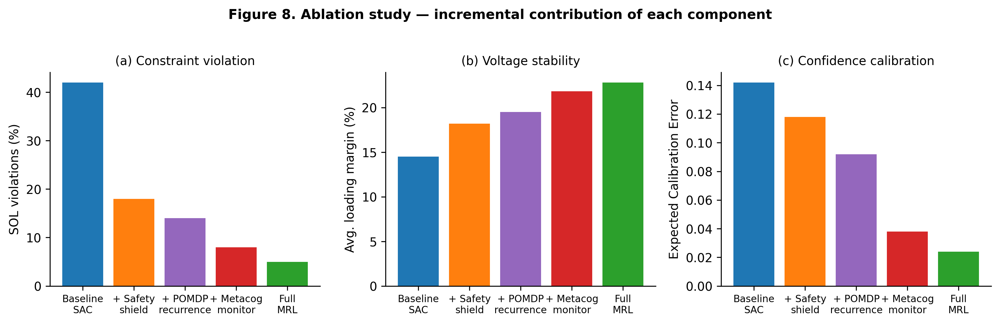 Figure 8. Ablation study — incremental contribution of each component
(a) Constraint violation
SOL violations (%)
40
30
20
10
0
Baseline SAC
+ Safety shield
+ POMDP recurrence
+ Metacog monitor
Full MRL
(b) Voltage stability
Avg. loading margin (%)
20
15
10
5
0
Baseline SAC
+ Safety shield
+ POMDP recurrence
+ Metacog monitor
Full MRL
(c) Confidence calibration
Expected Calibration Error
0.14
0.12
0.10
0.08
0.06
0.04
0.02
0.00
Baseline SAC
+ Safety shield
+ POMDP recurrence
+ Metacog monitor
Full MRL